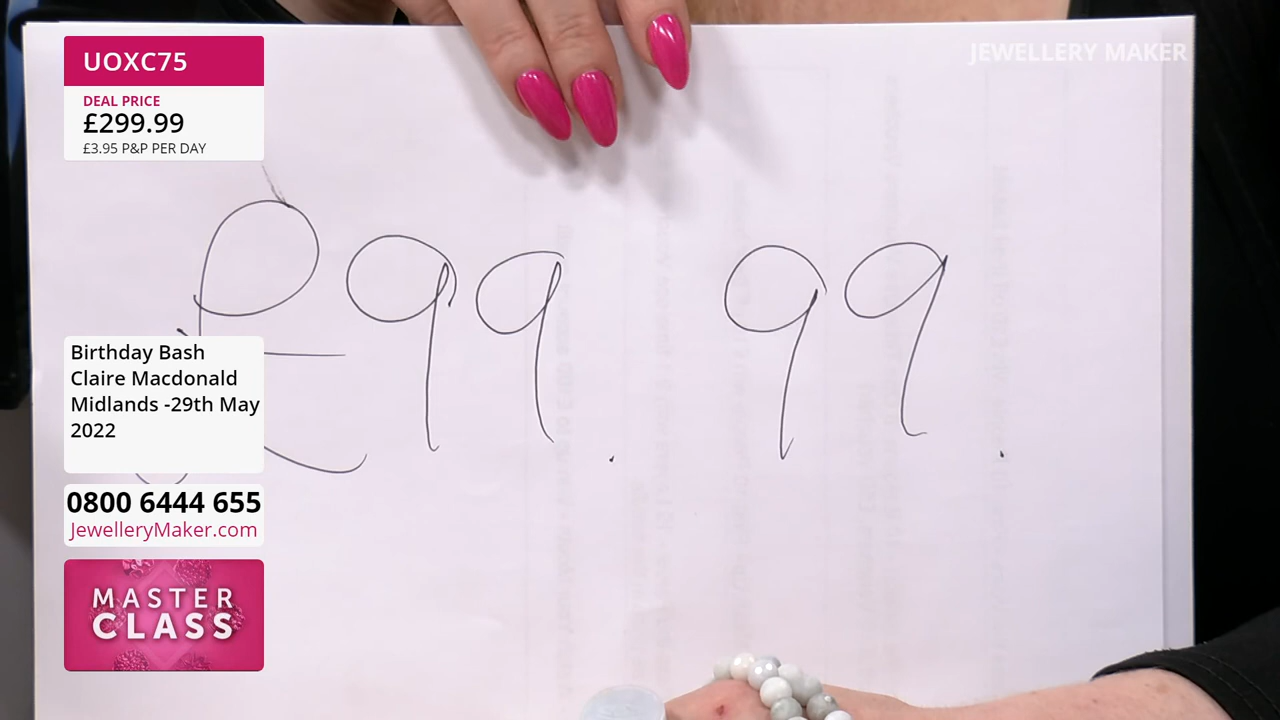 JEWELLERY MAKER
UOXC75
DEAL PRICE
£299.99
£3.95 P&P PER DAY
£99.99.
Birthday Bash
Claire Macdonald
Midlands -29th May
2022
0800 6444 655
JewelleryMaker.com
MASTER
CLASS